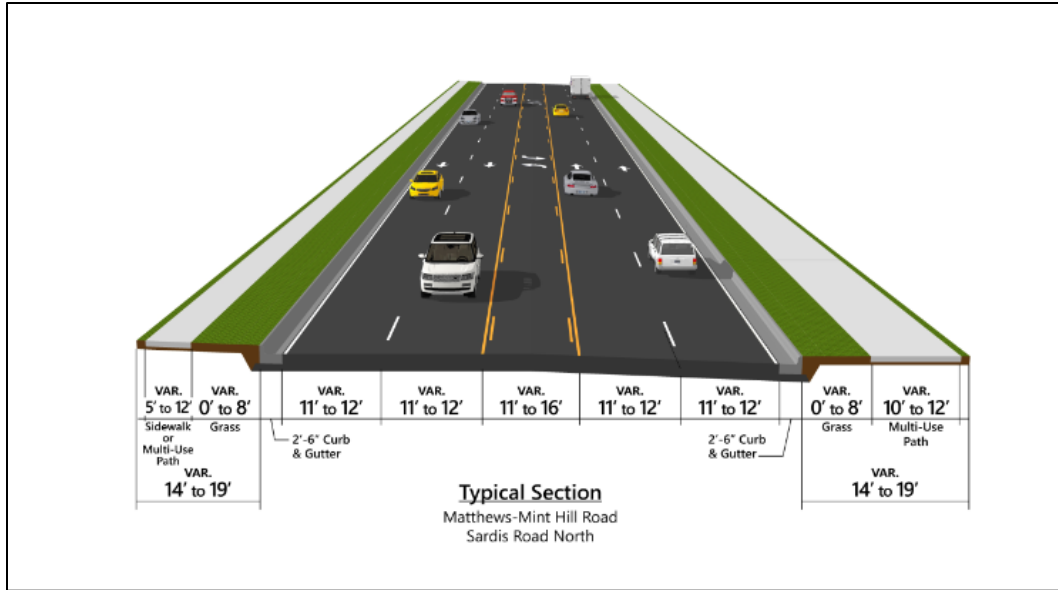 VAR.
5' to 12'
Sidewalk
or
Multi-Use
Path
VAR.
0' to 8'
Grass
VAR.
14' to 19'
2'-6" Curb
& Gutter
VAR.
11' to 12'
VAR.
11' to 12'
VAR.
11' to 16'
VAR.
11' to 12'
VAR.
11' to 12'
2'-6" Curb
& Gutter
VAR.
0' to 8'
Grass
VAR.
10' to 12'
Multi-Use
Path
VAR.
14' to 19'
Typical Section
Matthews-Mint Hill Road
Sardis Road North